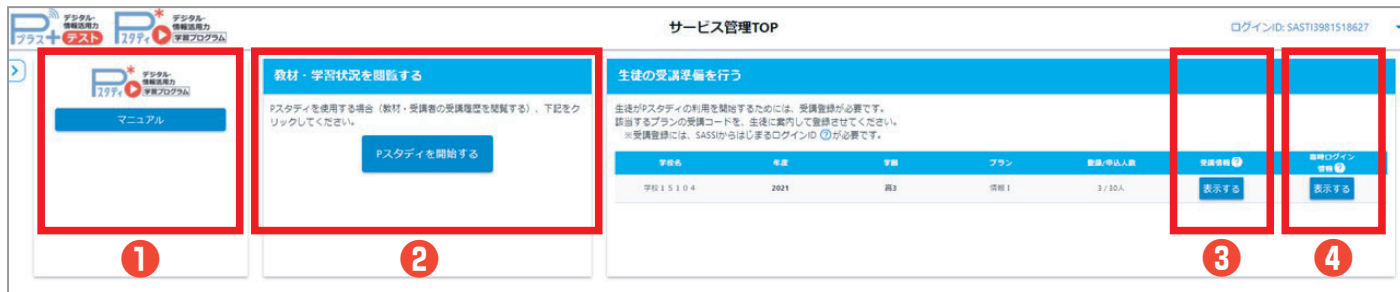 デジタル・
情報活用力
プラス+テスト
デジタル・
情報活用力
Pスタディ 学習プログラム
サービス管理TOP
ログインID: SASTI3981518627
デジタル・
情報活用力
Pスタディ 学習プログラム
マニュアル
❶
教材・学習状況を閲覧する
Pスタディを使用する場合(教材・受講者の受講履歴を閲覧する)、下記をク
リックしてください。
Pスタディを開始する
❷
生徒の受講準備を行う
生徒がPスタディの利用を開始するためには、受講登録が必要です。
該当するプランの受講コードを、生徒に案内して登録させてください。
※受講登録には、SASSIからはじまるログインID ?が必要です。
学校名 年度 学期 プラン 登録/申込人数 受講情報? 臨時ログイン
情報?
学校15104 2021 高3 情報I 3/30人 表示する 表示する
❸ ❹